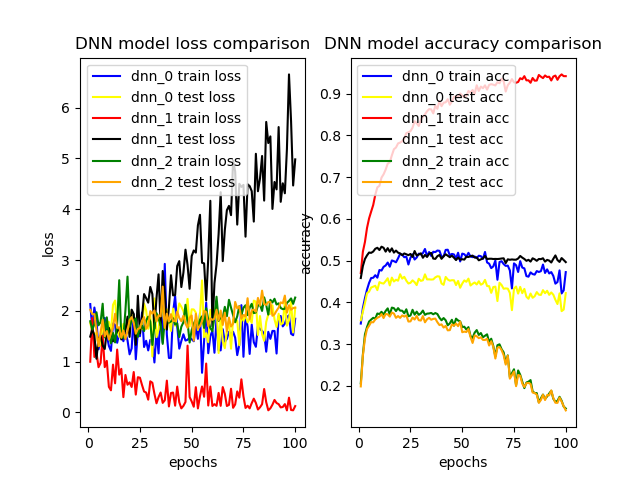 DNN model loss comparison
dnn_0 train loss
dnn_0 test loss
dnn_1 train loss
dnn_1 test loss
dnn_2 train loss
dnn_2 test loss
6
5
4
3
2
1
0
loss
0
25
50
75
100
epochs
DNN model accuracy comparison
dnn_0 train acc
dnn_0 test acc
dnn_1 train acc
dnn_1 test acc
dnn_2 train acc
dnn_2 test acc
0.9
0.8
0.7
0.6
0.5
0.4
0.3
0.2
accuracy
0
25
50
75
100
epochs